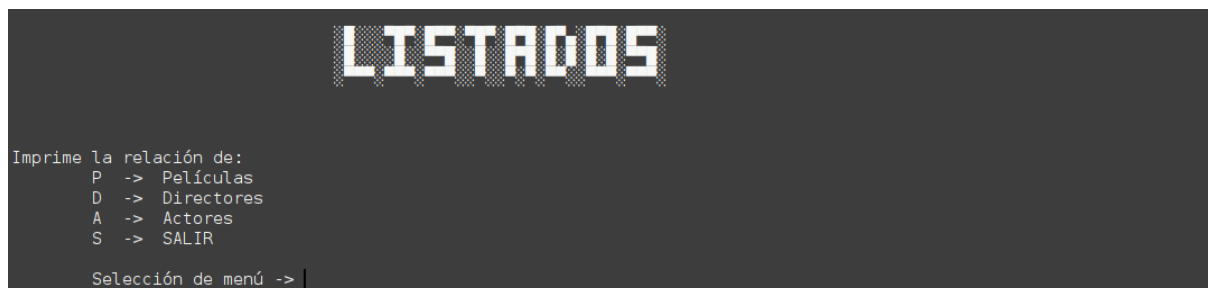 LISTADOS
Imprime la relación de:
P -> Películas
D -> Directores
A -> Actores
S -> SALIR
Selección de menú ->